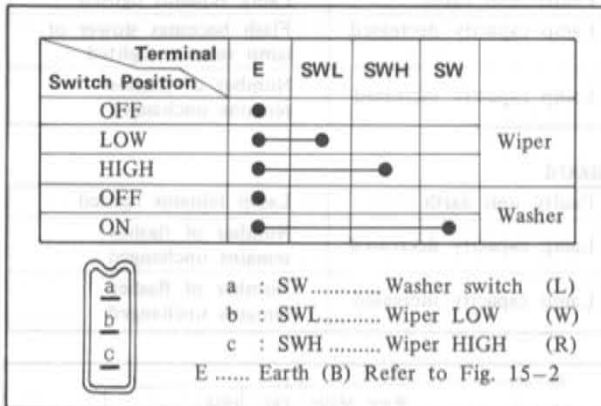 Terminal
Switch Position
E SWL SWH SW
OFF
LOW
HIGH
Wiper
OFF
ON
Washer
a
b
c
a : SW............Washer switch (L)
b : SWL..........Wiper LOW (W)
c : SWH..........Wiper HIGH (R)
E ...... Earth (B) Refer to Fig. 15–2